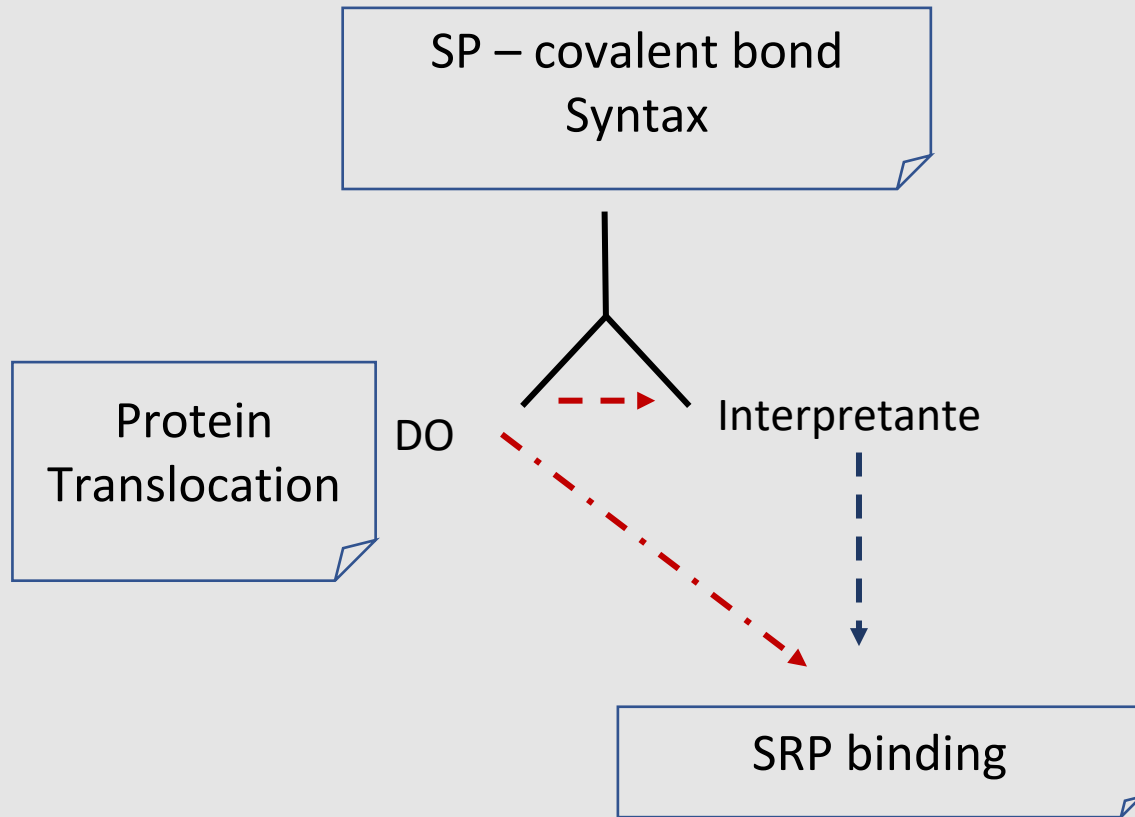 SP – covalent bond
Syntax
Protein
Translocation
DO
Interpretante
SRP binding